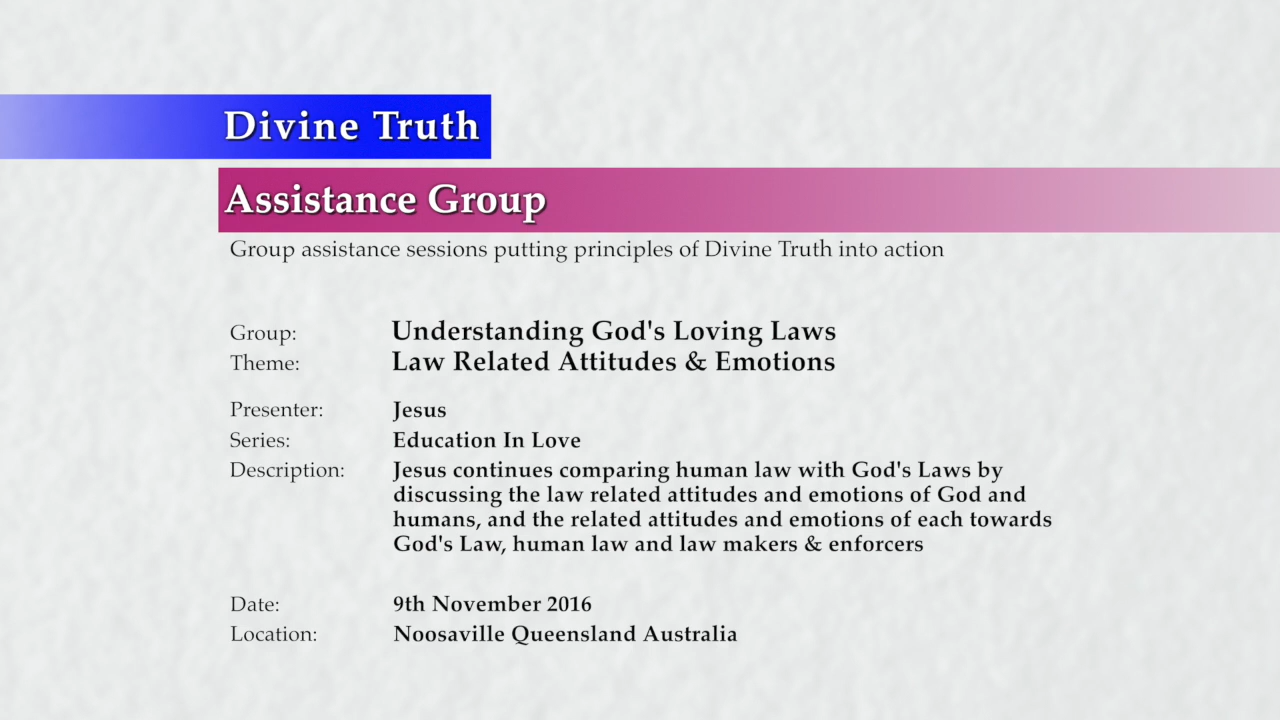 Divine Truth
Assistance Group
Group assistance sessions putting principles of Divine Truth into action
Group: Understanding God's Loving Laws
Theme: Law Related Attitudes & Emotions
Presenter: Jesus
Series: Education In Love
Description: Jesus continues comparing human law with God's Laws by
discussing the law related attitudes and emotions of God and
humans, and the related attitudes and emotions of each towards
God's Law, human law and law makers & enforcers
Date: 9th November 2016
Location: Noosaville Queensland Australia